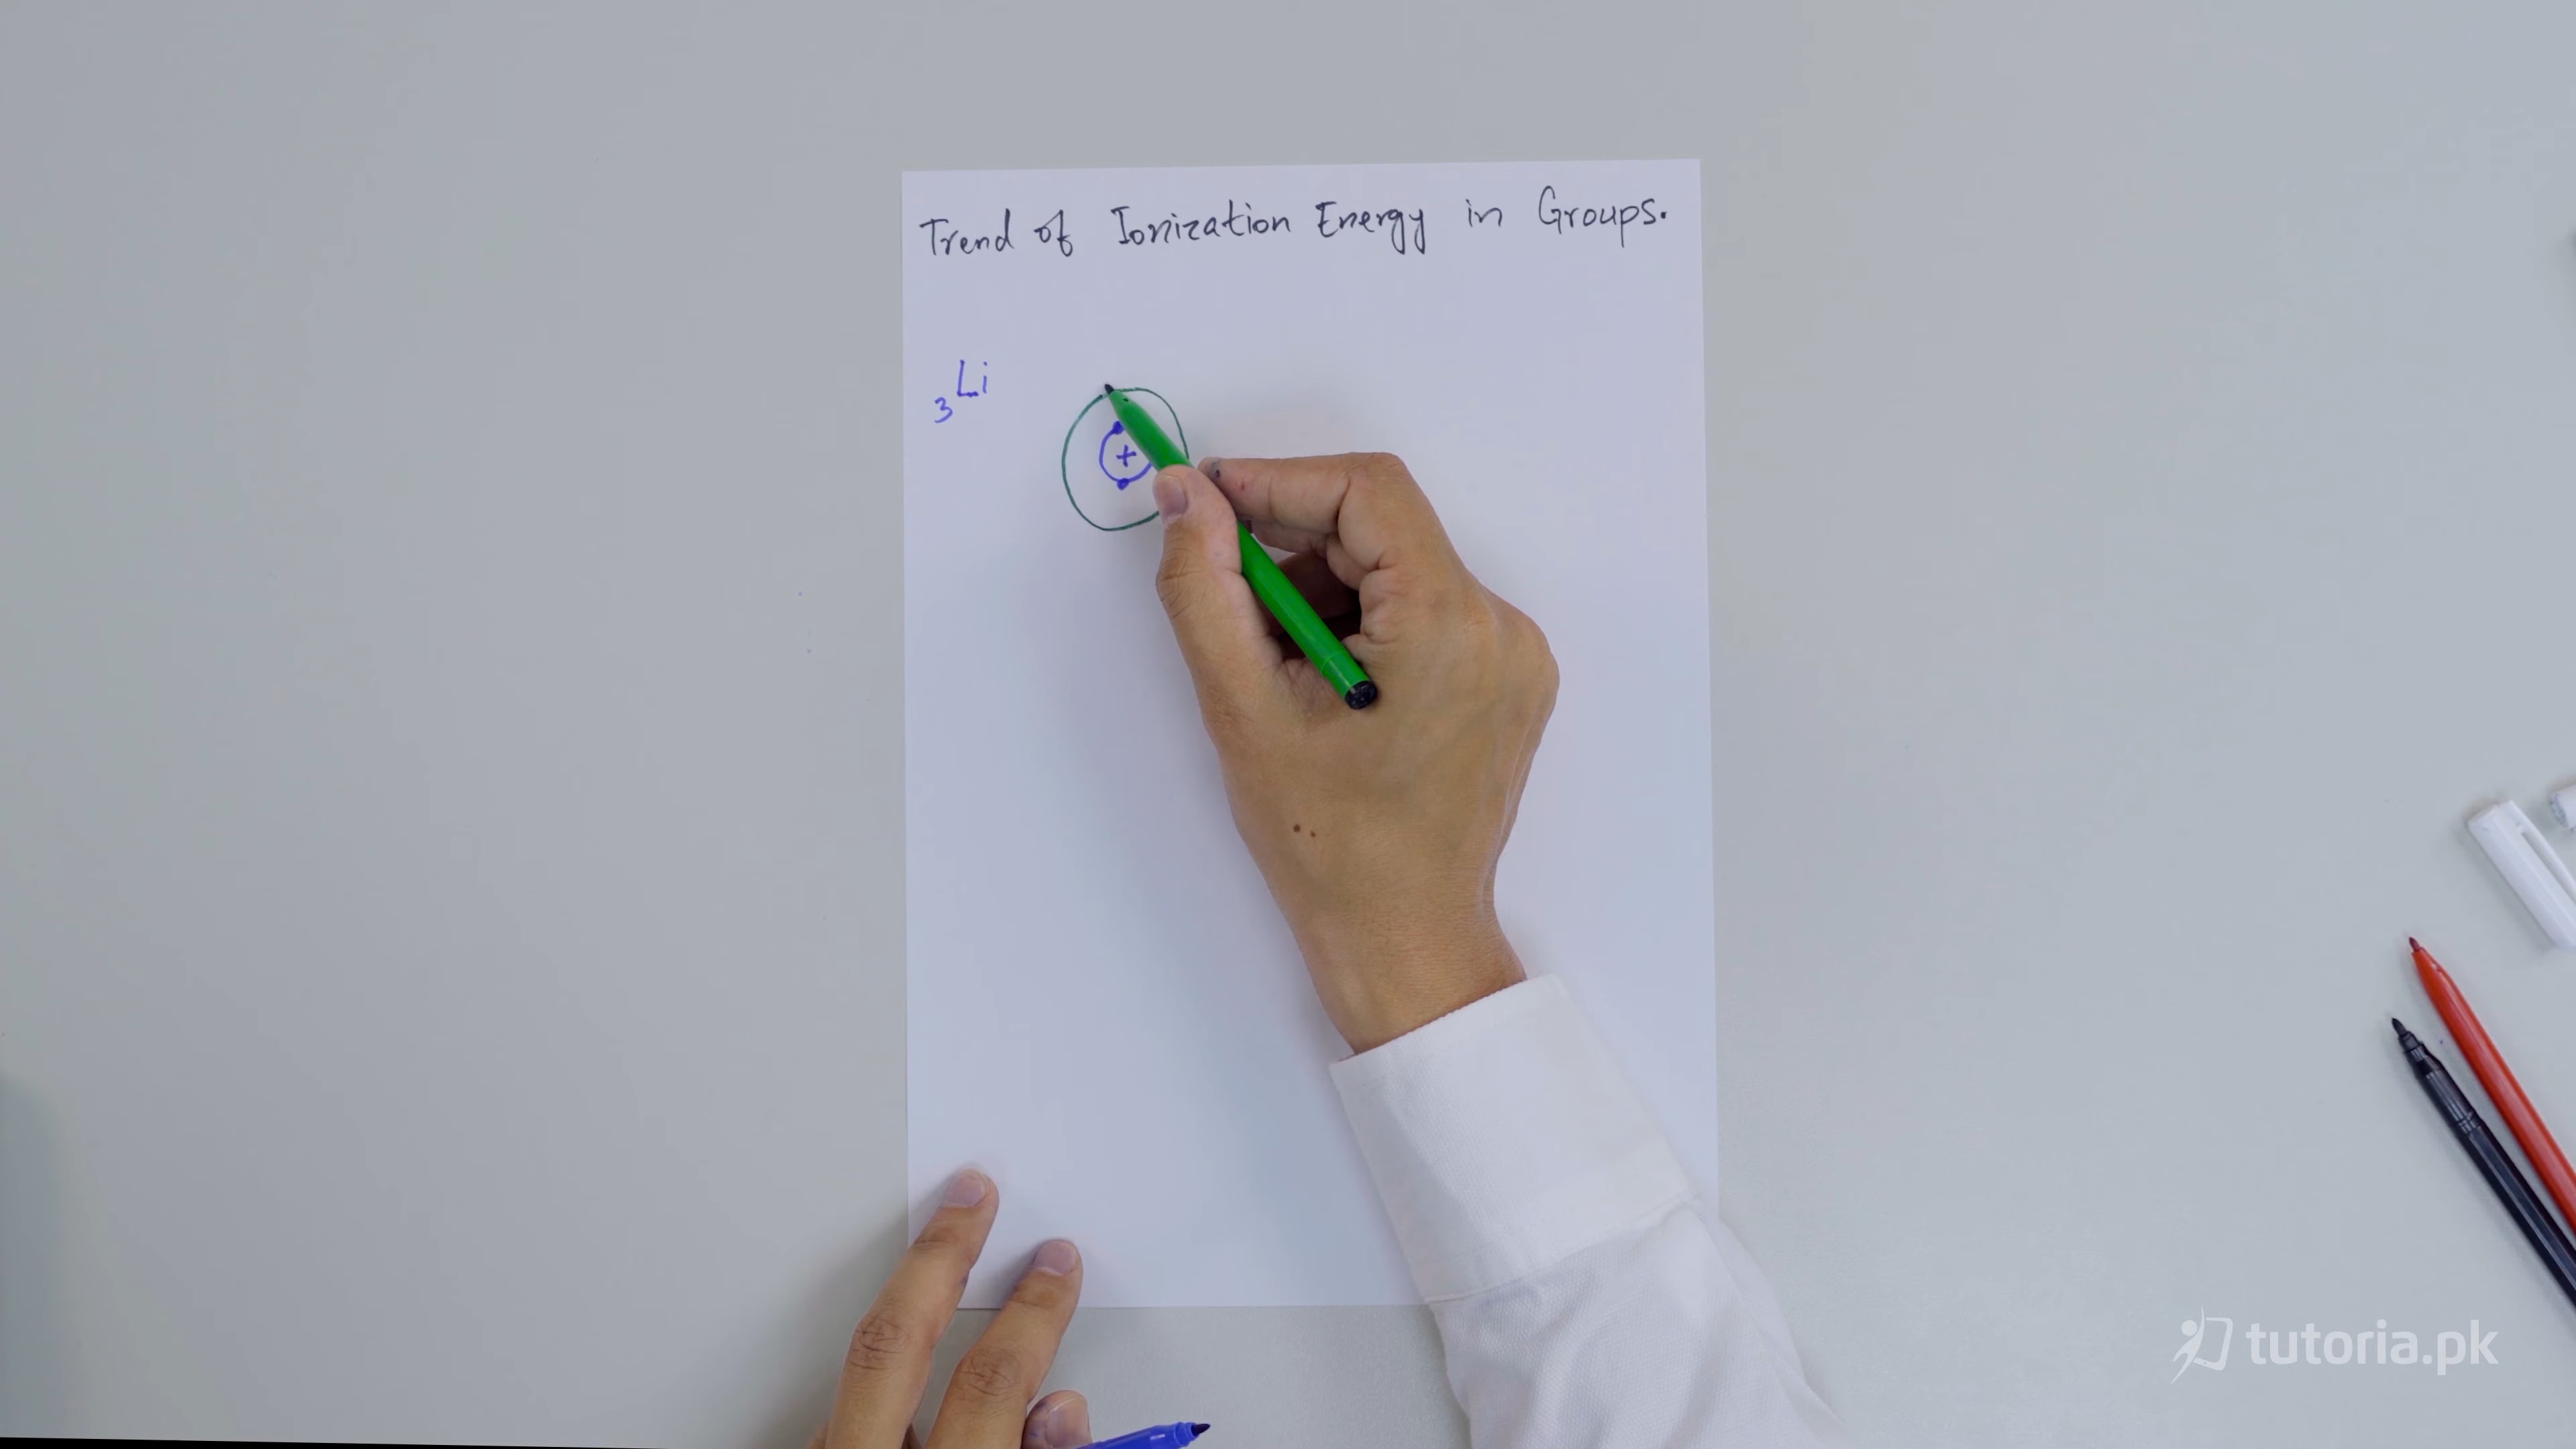 Trend of Ionization Energy in Groups.
3Li
+
tutoria.pk